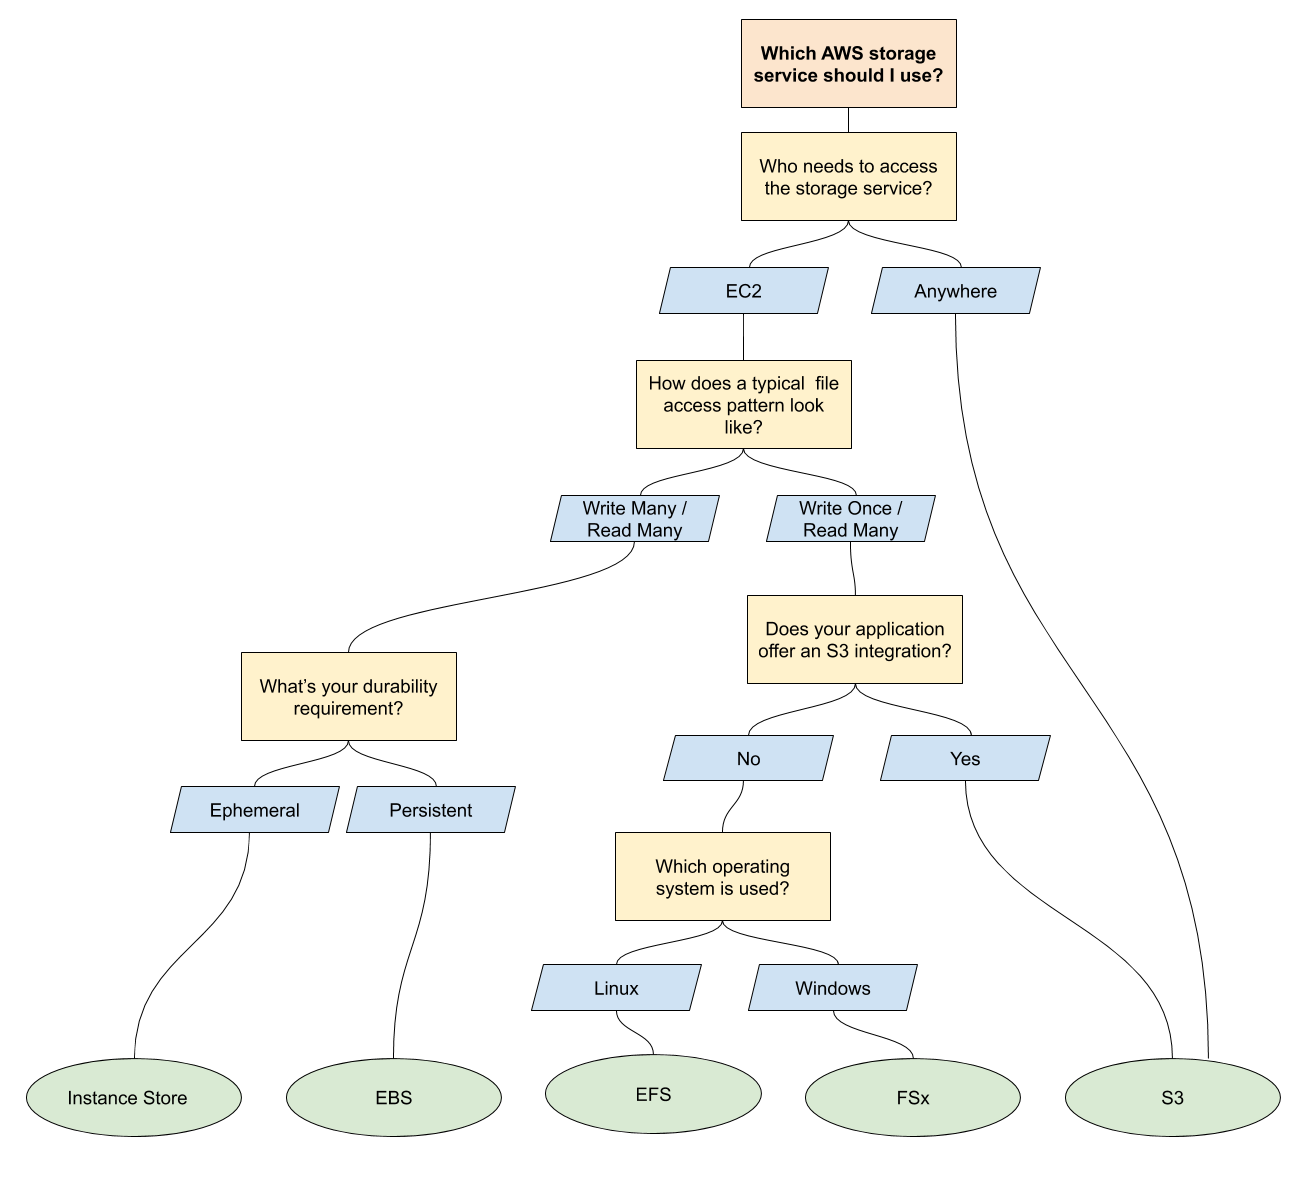 Which AWS storage
service should I use?
Who needs to access
the storage service?
EC2
Anywhere
How does a typical  file
access pattern look
like?
Write Many /
Read Many
Write Once /
Read Many
Does your application
offer an S3 integration?
What’s your durability
requirement?
No
Yes
Ephemeral
Persistent
Which operating
system is used?
Linux
Windows
Instance Store
EBS
EFS
FSx
S3